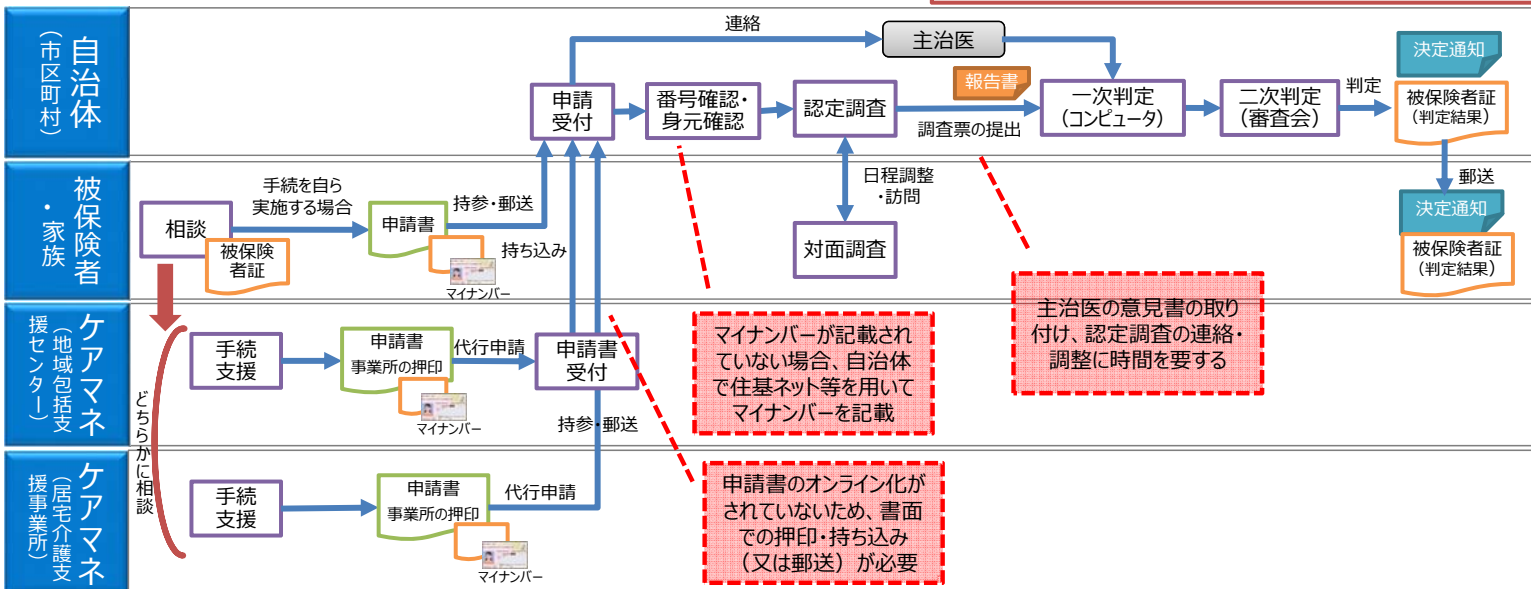 自治体
（市区町村）
連絡
主治医
申請
受付
番号確認・
身元確認
認定調査
報告書
調査票の提出
一次判定
（コンピュータ）
二次判定
（審査会）
判定
決定通知
被保険者証
（判定結果）
被保険者
・家族
相談
被保険
者証
手続を自ら
実施する場合
申請書
マイナンバー
持参・郵送
持ち込み
日程調整
・訪問
対面調査
郵送
決定通知
被保険者証
（判定結果）
ケアマネ
（地域包括支
援センター）
どちらかに相談
手続
支援
申請書
事業所の押印
マイナンバー
代行申請
申請書
受付
持参・郵送
マイナンバーが記載され
ていない場合、自治体
で住基ネット等を用いて
マイナンバーを記載
主治医の意見書の取り
付け、認定調査の連絡・
調整に時間を要する
ケアマネ
（居宅介護支
援事業所）
手続
支援
申請書
事業所の押印
マイナンバー
代行申請
申請書のオンライン化が
されていないため、書面
での押印・持ち込み
（又は郵送）が必要